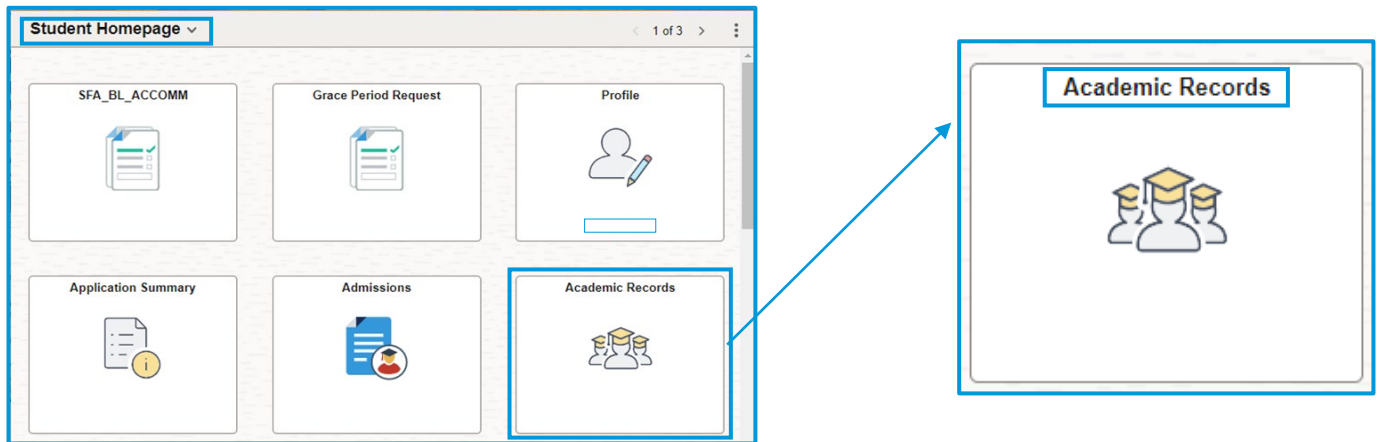 Student Homepage
1 of 3
SFA_BL_ACCOMM
Grace Period Request
Profile
Application Summary
Admissions
Academic Records
Academic Records